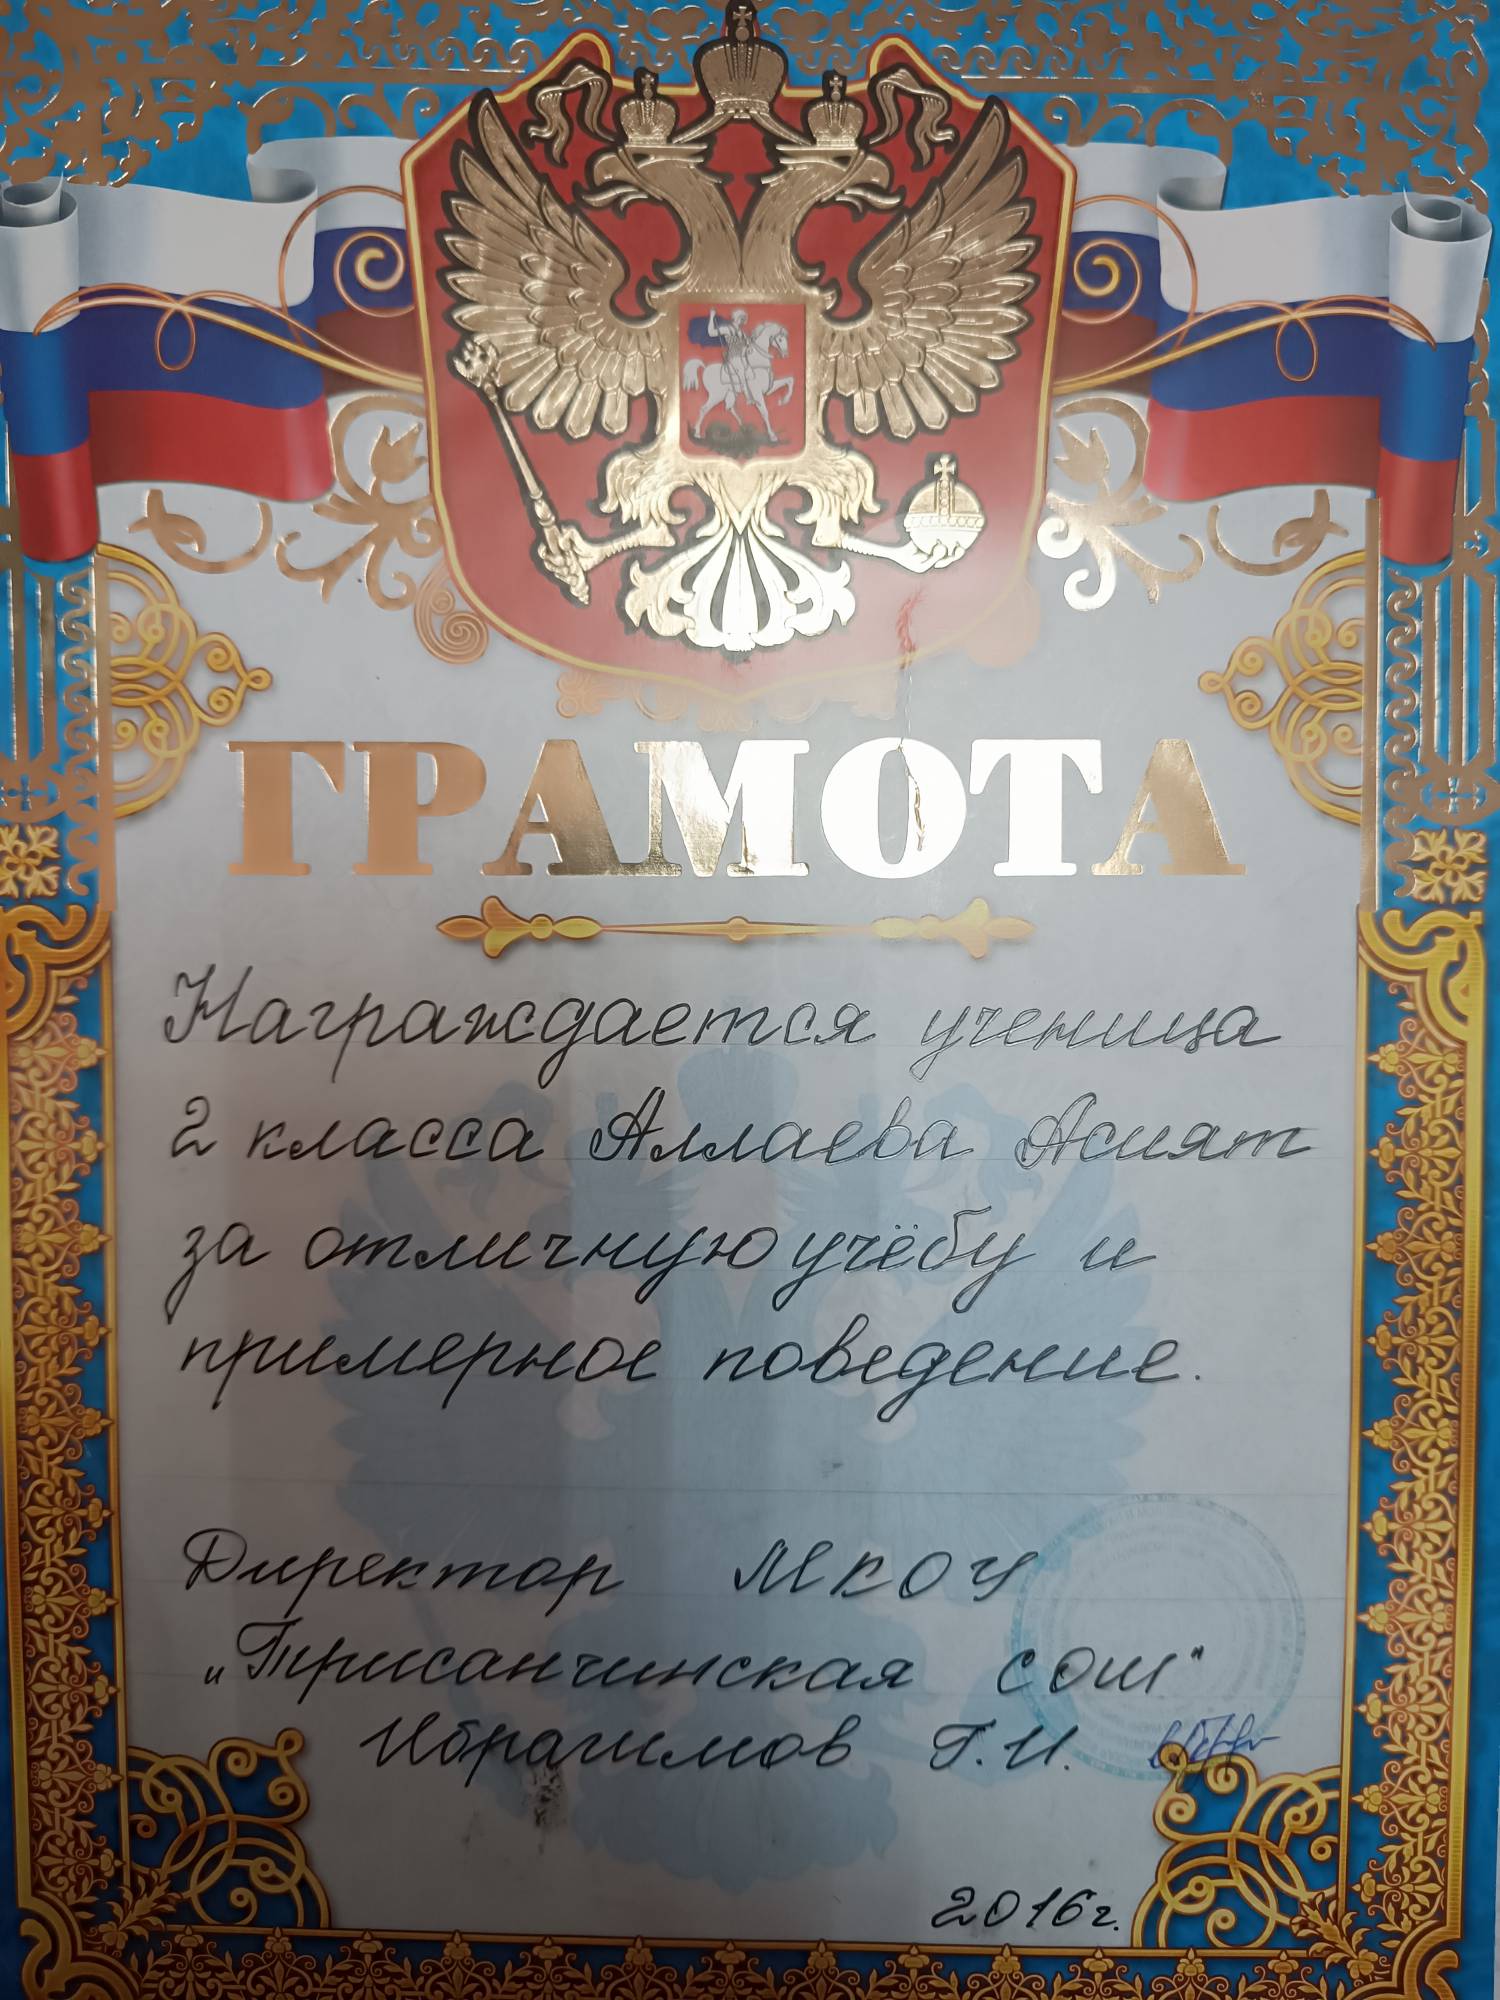 ГРАМОТА
Награждается ученица
2 класса Аллаева Асият
за отличную учёбу и
примерное поведение.
Директор МКОУ
„Трисанчинская СОШ"
Ибрагимов Г.И.
2016г.